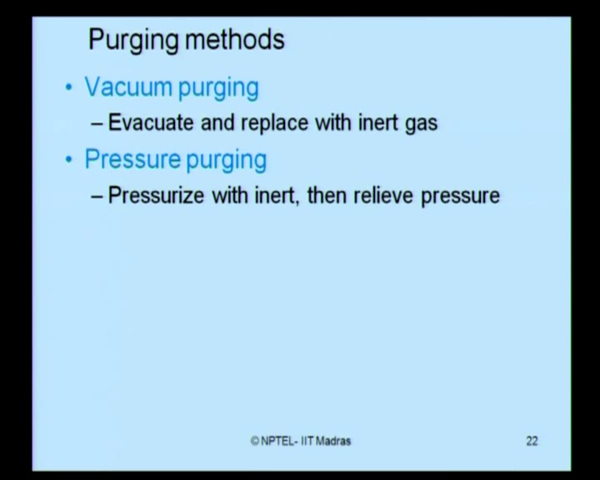 Purging methods
• Vacuum purging
– Evacuate and replace with inert gas
• Pressure purging
– Pressurize with inert, then relieve pressure
© NPTEL- IIT Madras
22